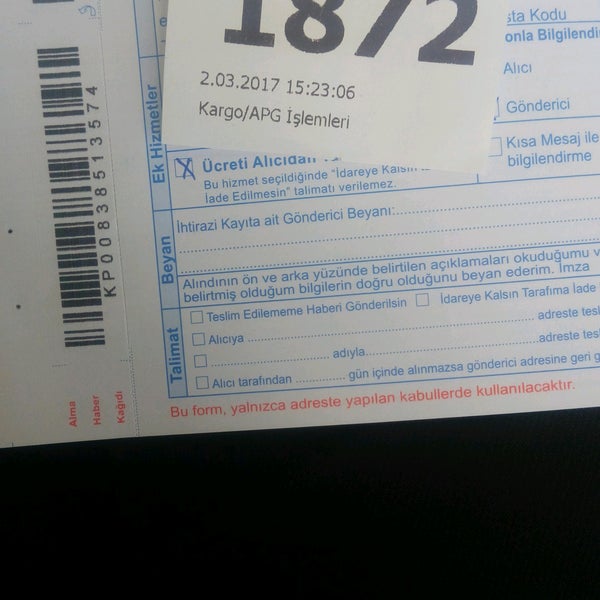 1872
2.03.2017 15:23:06
Kargo/APG İşlemleri
sta Kodu
onla Bilgilendi
Alıcı
Gönderici
Kısa Mesaj ile
bilgilendirme
Ek Hizmetler
Ücreti Alıcıdan
Bu hizmet seçildiğinde "İdareye Kalsın
İade Edilmesin" talimatı verilemez.
Beyan
İhtirazi Kayıta ait Gönderici Beyanı:
Alındının ön ve arka yüzünde belirtilen açıklamaları okuduğumu v
belirtmiş olduğum bilgilerin doğru olduğunu beyan ederim. İmza
Talimat
Teslim Edilememe Haberi Gönderilsin İdareye Kalsın Tarafıma İade
Alıcıya ........ adreste tesl
........ adıyla........adreste tes
Alıcı tarafından ........ gün içinde alınmazsa gönderici adresine geri g
Bu form, yalnızca adreste yapılan kabullerde kullanılacaktır.
KP00838513574
Alma
Haber
Kağıdı